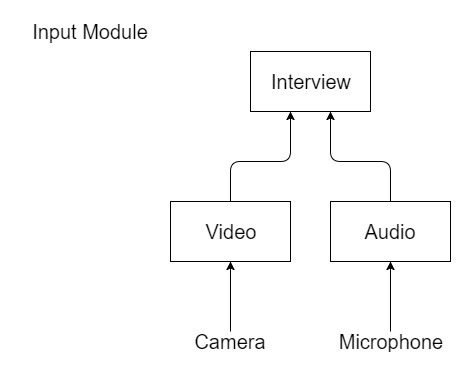 Input Module
Interview
Video
Audio
Camera
Microphone